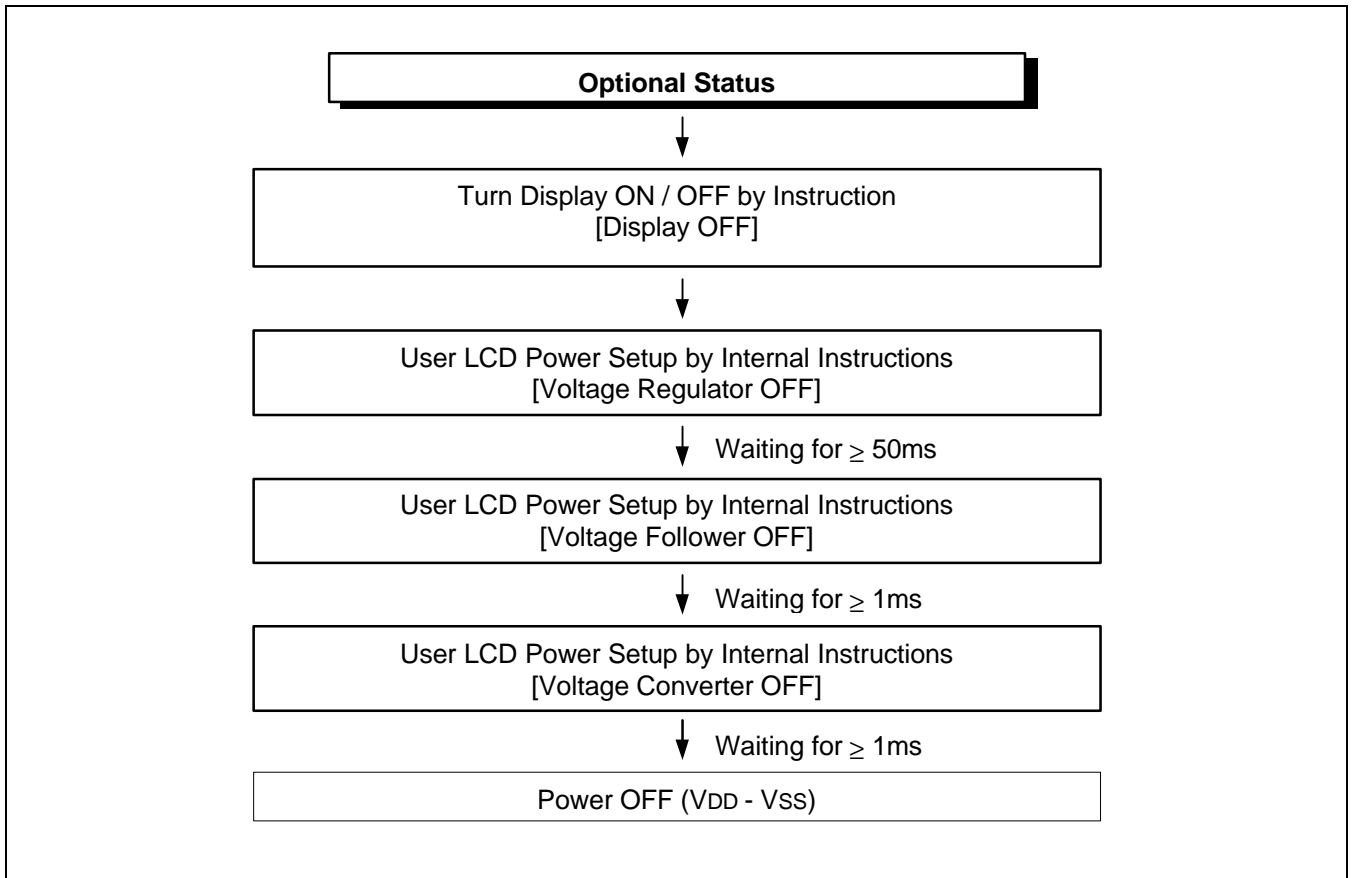 Optional Status
Turn Display ON / OFF by Instruction
[Display OFF]
User LCD Power Setup by Internal Instructions
[Voltage Regulator OFF]
Waiting for ≥ 50ms
User LCD Power Setup by Internal Instructions
[Voltage Follower OFF]
Waiting for ≥ 1ms
User LCD Power Setup by Internal Instructions
[Voltage Converter OFF]
Waiting for ≥ 1ms
Power OFF (VDD - VSS)